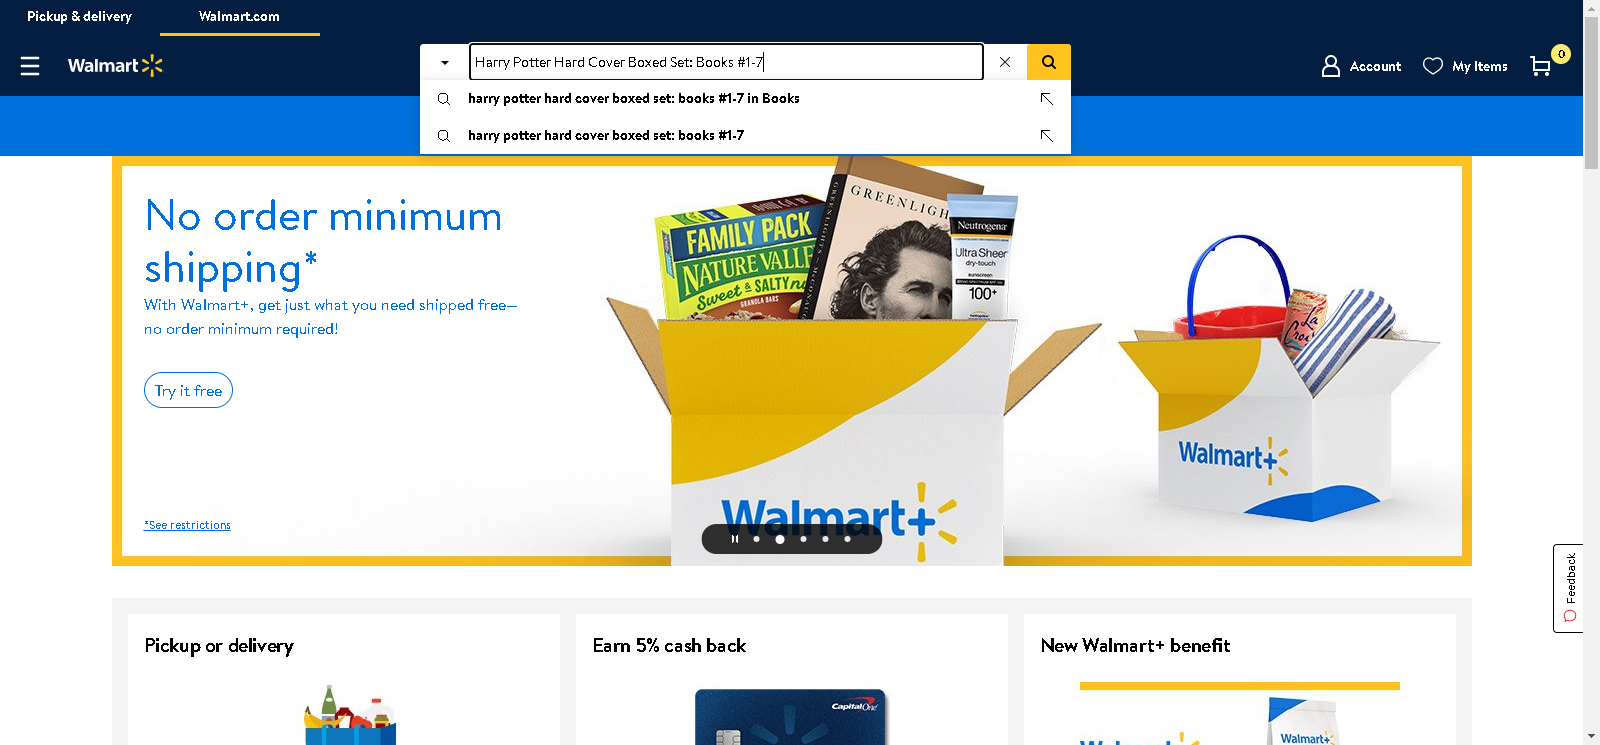 Pickup & delivery
Walmart.com
Walmart
Harry Potter Hard Cover Boxed Set: Books #1-7
Account
My Items
0
harry potter hard cover boxed set: books #1-7 in Books
harry potter hard cover boxed set: books #1-7
No order minimum
shipping*
With Walmart+, get just what you need shipped free—
no order minimum required!
Try it free
*See restrictions
FAMILY PACK
NATURE VALLEY
Sweet & SALTY
GRANOLA BARS
GREENLIGH
GREENLIGHTS
Neutrogena
Ultra Sheer
dry-touch
sunscreen
100+
La
Croix
Walmart+
Walmart+
Feedback
Pickup or delivery
Earn 5% cash back
New Walmart+ benefit
Capital One
Walmart+